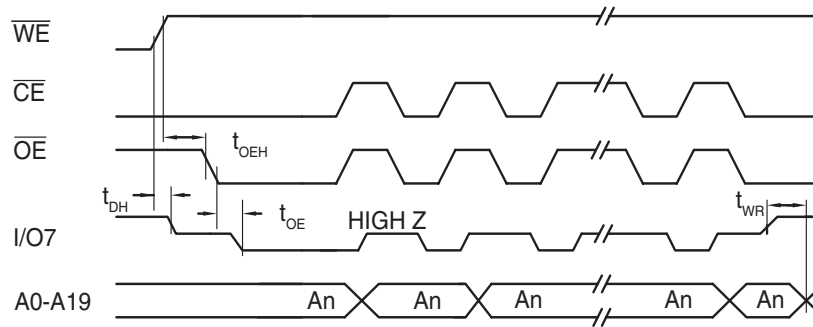 WE
CE
OE
tOEH
tDH
tOE
HIGH Z
tWR
I/O7
A0-A19
An An An An An